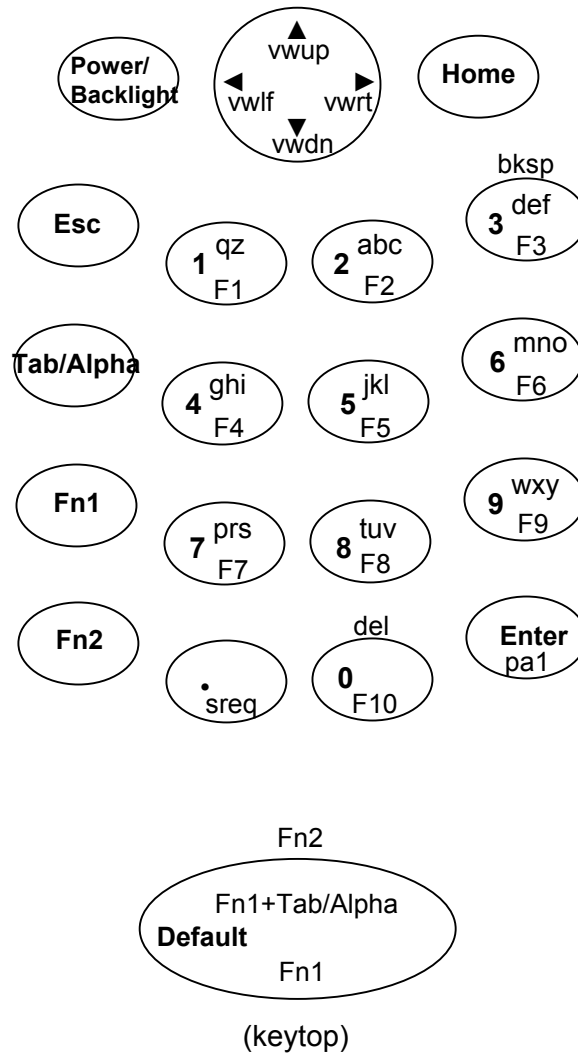 ▲
vwup
Power/
Backlight
◀ ▶
vwlf vwrt
▼
vwdn
Home
bksp
Esc
1 qz
F1
2 abc
F2
3 def
F3
Tab/Alpha
4 ghi
F4
5 jkl
F5
6 mno
F6
Fn1
7 prs
F7
8 tuv
F8
9 wxy
F9
Fn2
.
sreq
del
0
F10
Enter
pa1
Fn2
Fn1+Tab/Alpha
Default
Fn1
(keytop)